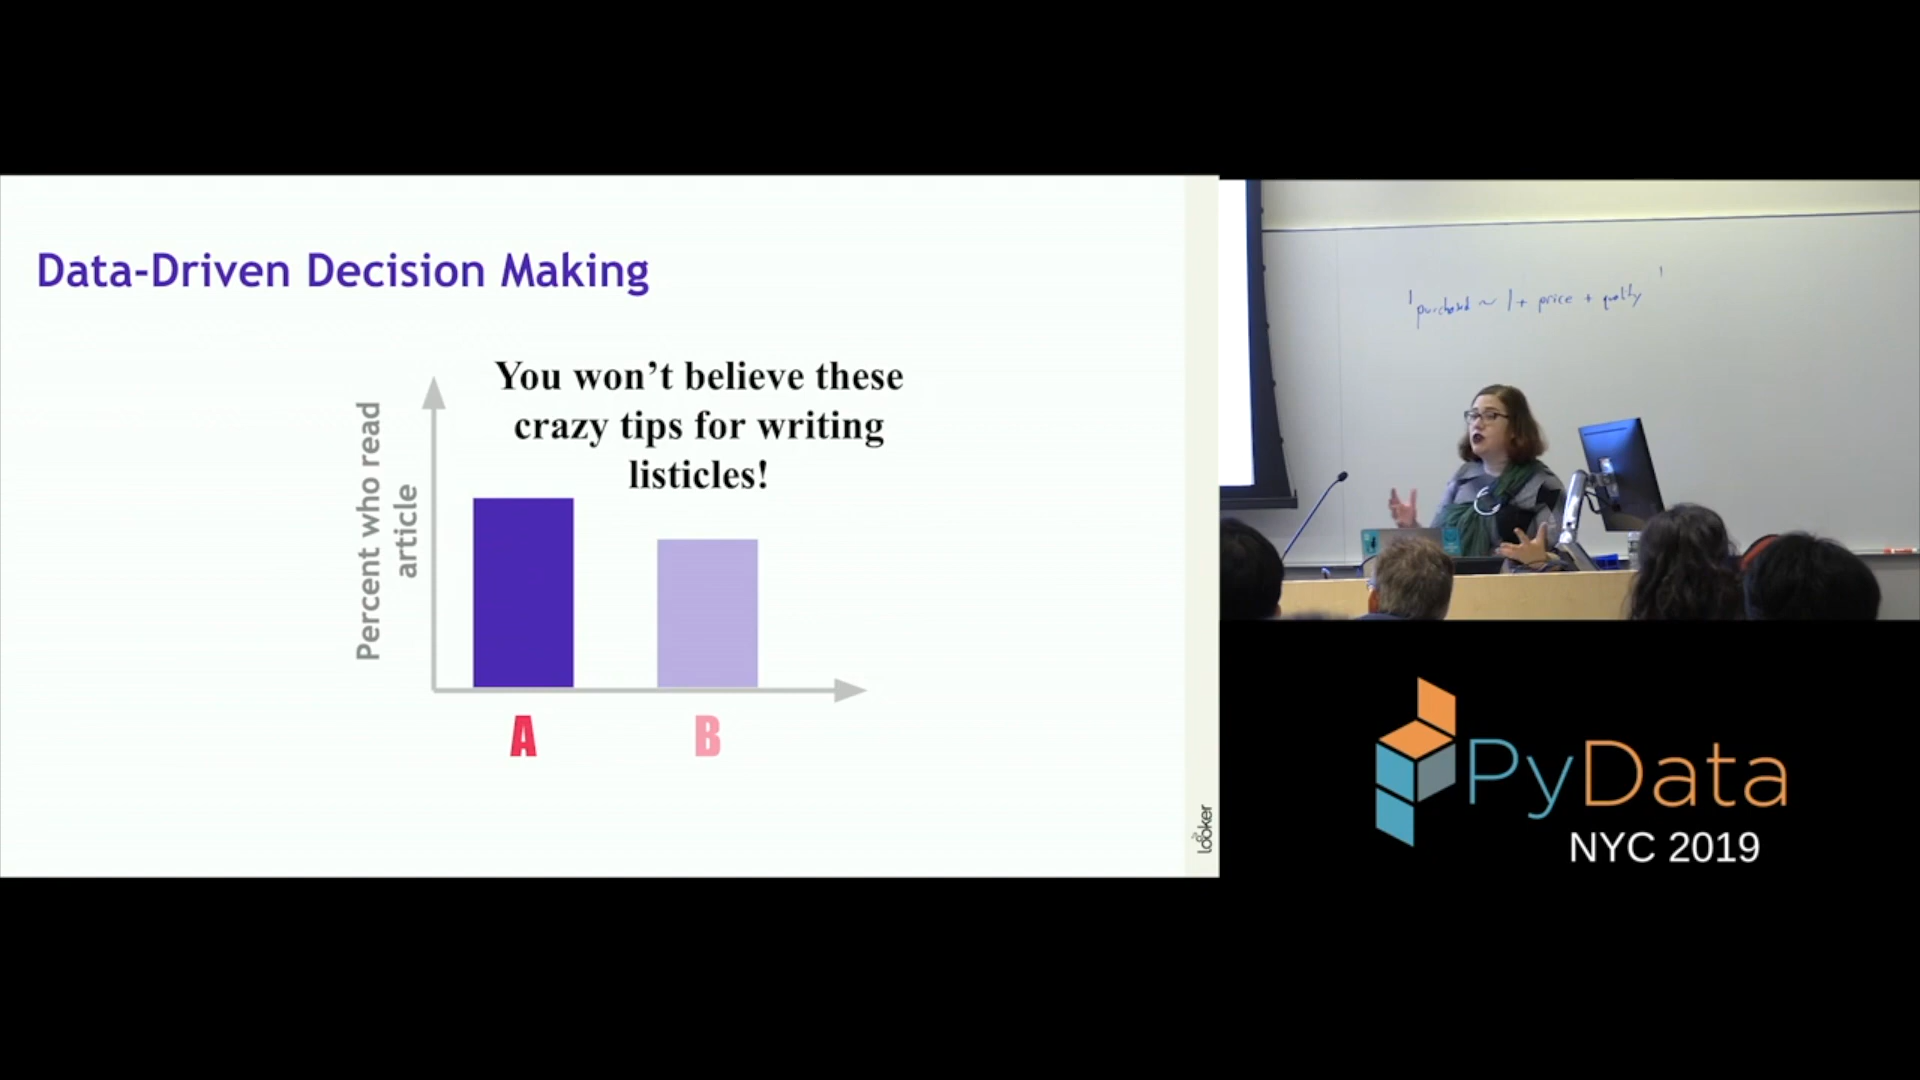 Data-Driven Decision Making
You won't believe these
crazy tips for writing
listicles!
Percent who read
article
A
B
looker
purchased ~ 1 + price + quality
PyData
NYC 2019